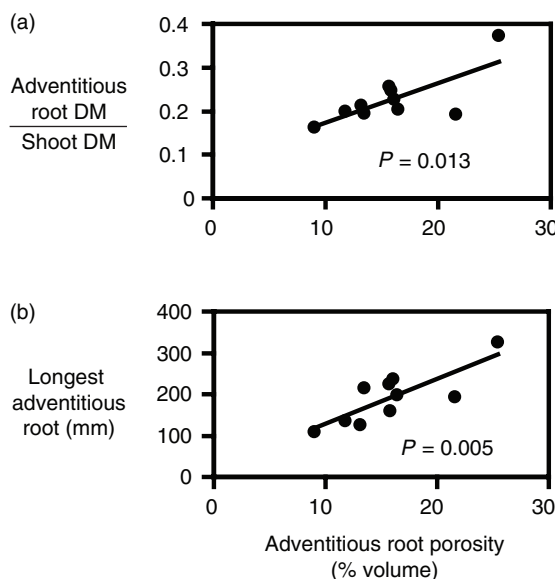 (a)
0.4
0.3
0.2
0.1
0
Adventitious
root DM
Shoot DM
P = 0.013
0
10
20
30
(b)
400
300
200
100
0
Longest
adventitious
root (mm)
P = 0.005
0
10
20
30
Adventitious root porosity
(% volume)